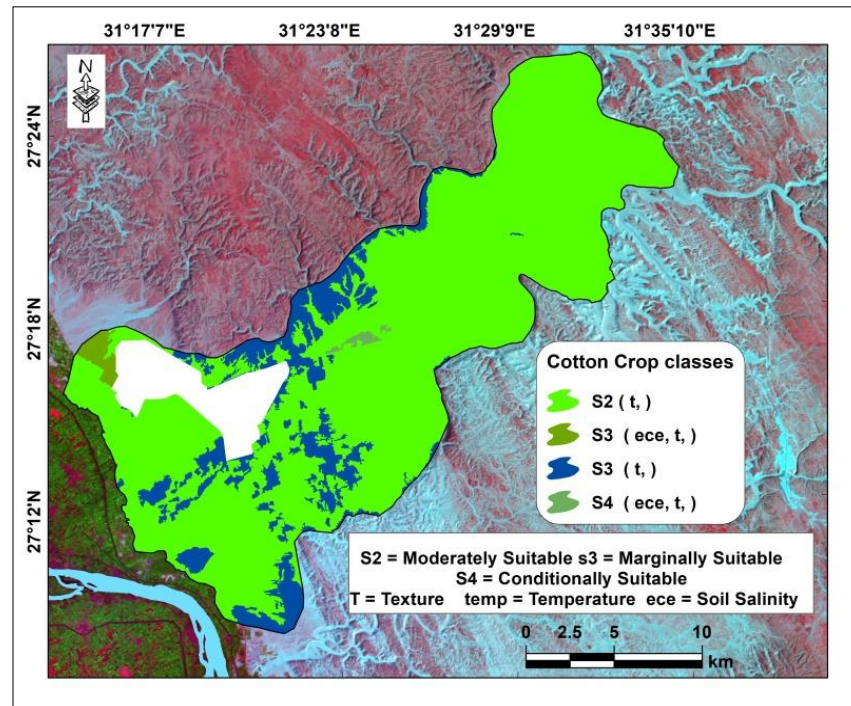 31°17'7"E 31°23'8"E 31°29'9"E 31°35'10"E
N
27°24'N
27°18'N
27°12'N
Cotton Crop classes
S2 ( t, )
S3 ( ece, t, )
S3 ( t, )
S4 ( ece, t, )
S2 = Moderately Suitable s3 = Marginally Suitable
S4 = Conditionally Suitable
T = Texture temp = Temperature ece = Soil Salinity
0 2.5 5 10
km